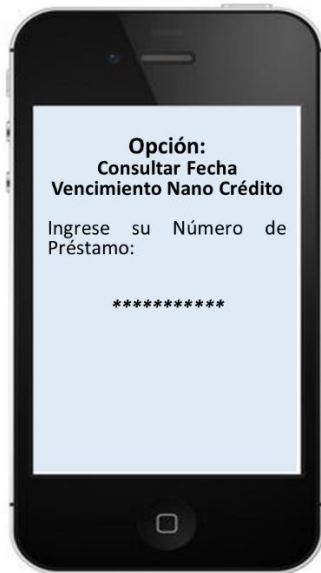 Opción:
Consultar Fecha
Vencimiento Nano Crédito
Ingrese su Número de
Préstamo:
***********